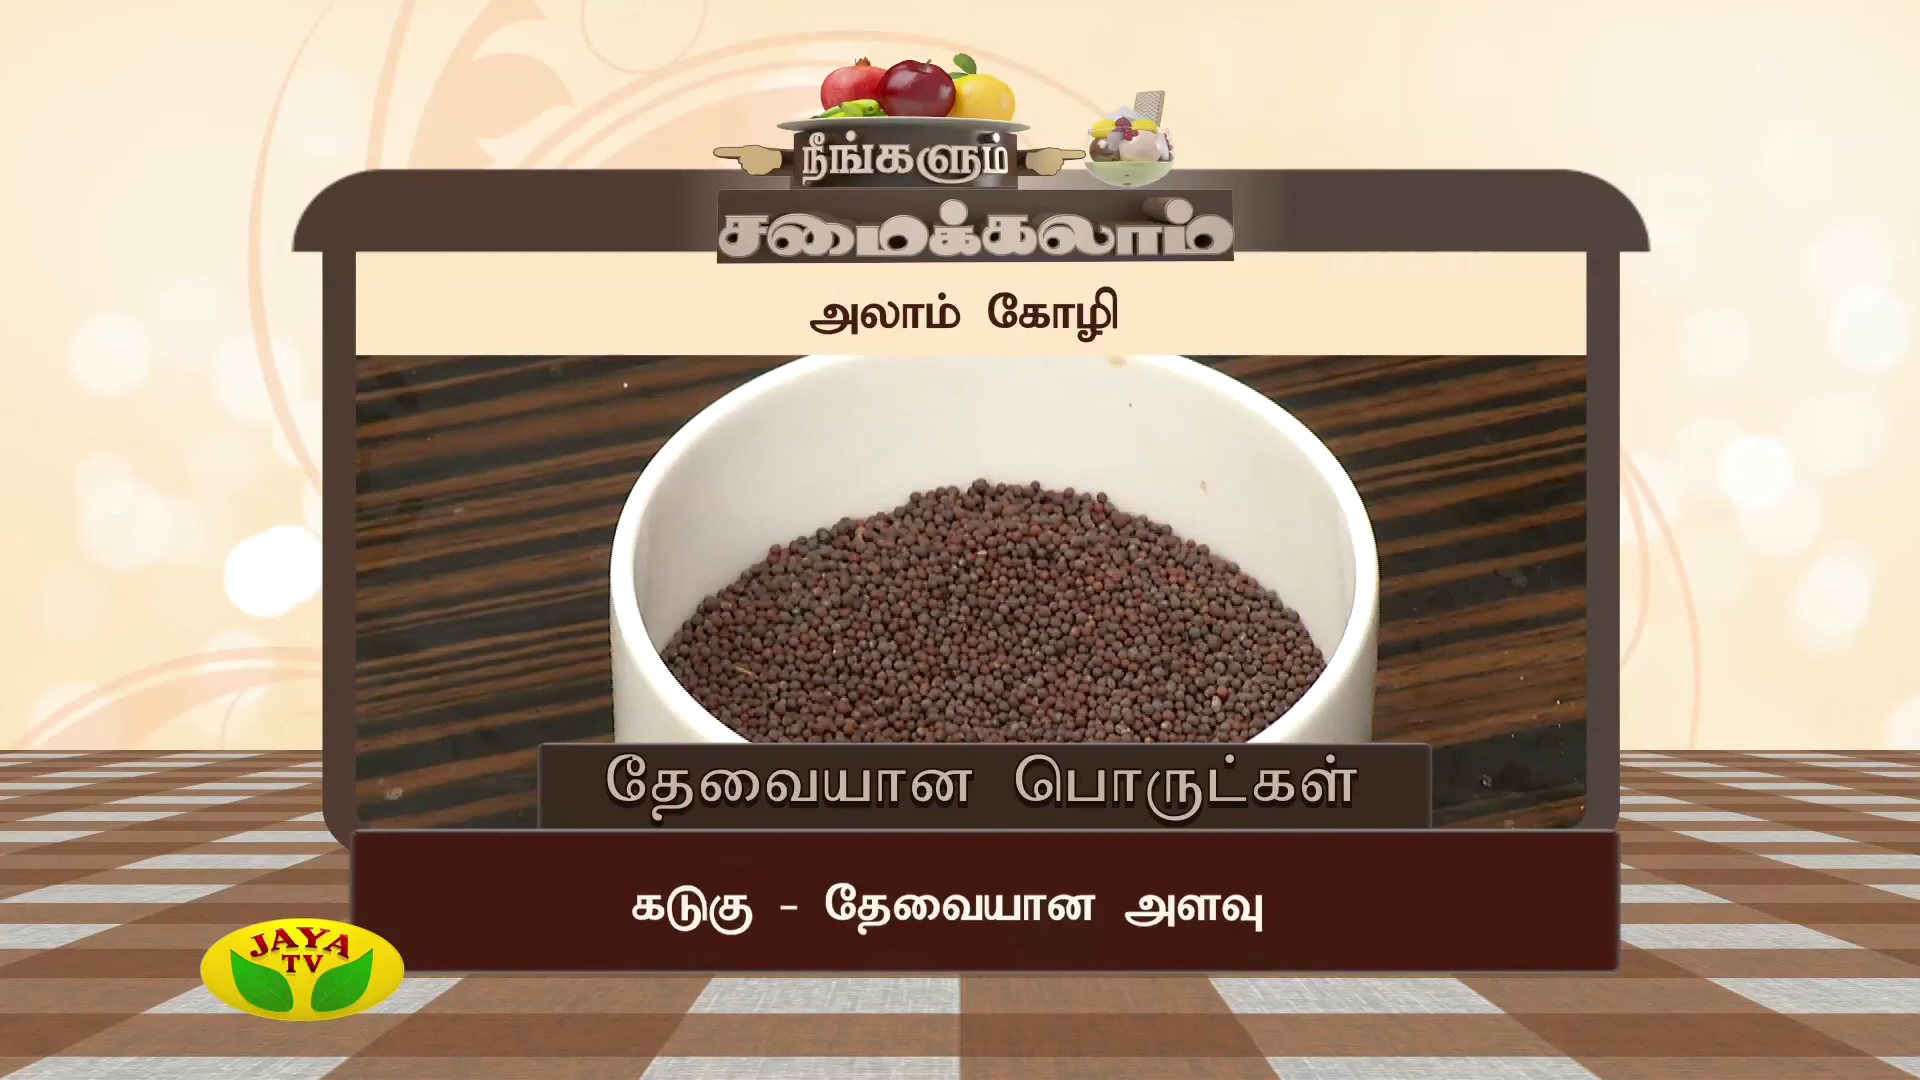 நீங்களும்
சமைக்கலாம்
அலாம் கோழி
தேவையான பொருட்கள்
கடுகு - தேவையான அளவு
JAYA
TV